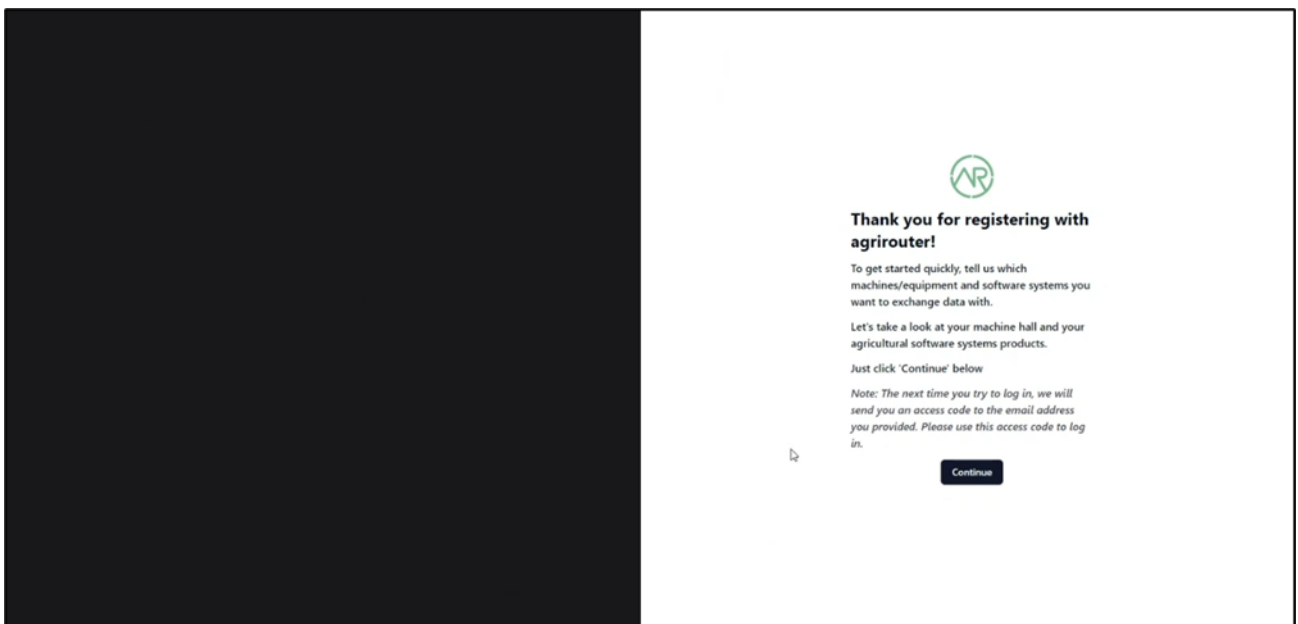 AR
Thank you for registering with
agrirouter!
To get started quickly, tell us which
machines/equipment and software systems you
want to exchange data with.
Let's take a look at your machine hall and your
agricultural software systems products.
Just click 'Continue' below
Note: The next time you try to log in, we will
send you an access code to the email address
you provided. Please use this access code to log
in.
Continue